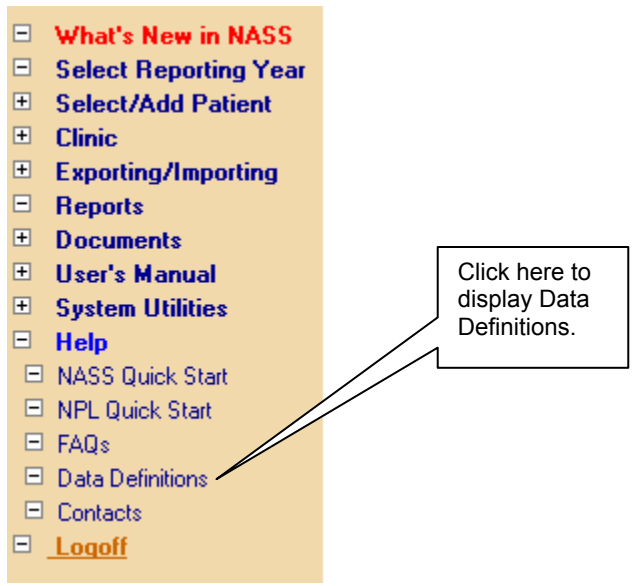 What's New in NASS
Select Reporting Year
Select/Add Patient
Clinic
Exporting/Importing
Reports
Documents
User's Manual
System Utilities
Help
NASS Quick Start
NPL Quick Start
FAQs
Data Definitions
Contacts
Logoff
Click here to
display Data
Definitions.